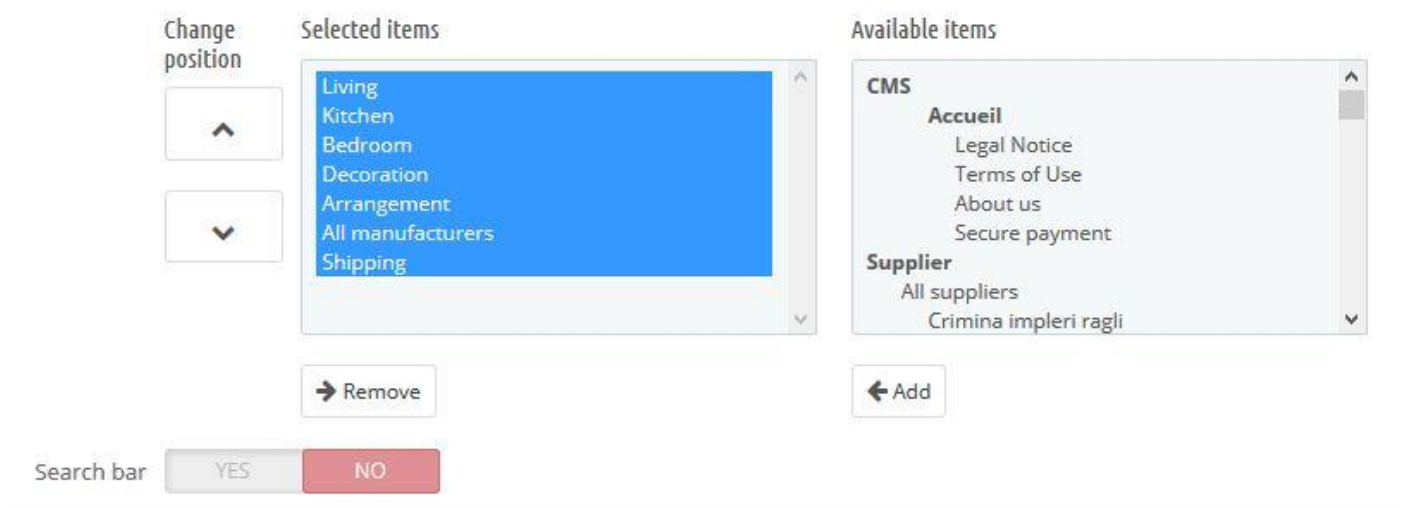 Change
position
Selected items
Living
Kitchen
Bedroom
Decoration
Arrangement
All manufacturers
Shipping
Remove
Available items
CMS
Accueil
Legal Notice
Terms of Use
About us
Secure payment
Supplier
All suppliers
Crimina impleri ragli
Add
Search bar YES NO